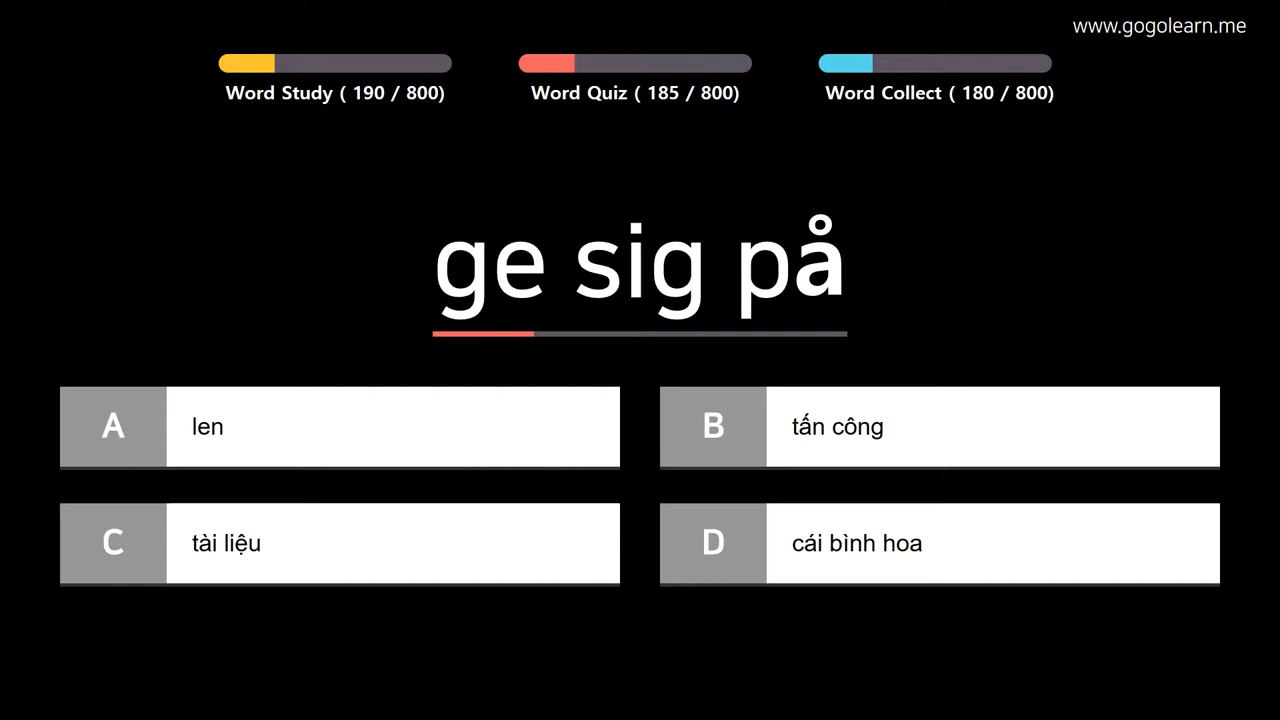 www.gogolearn.me
Word Study ( 190 / 800)
Word Quiz ( 185 / 800)
Word Collect ( 180 / 800)
ge sig på
A len
B tấn công
C tài liệu
D cái bình hoa